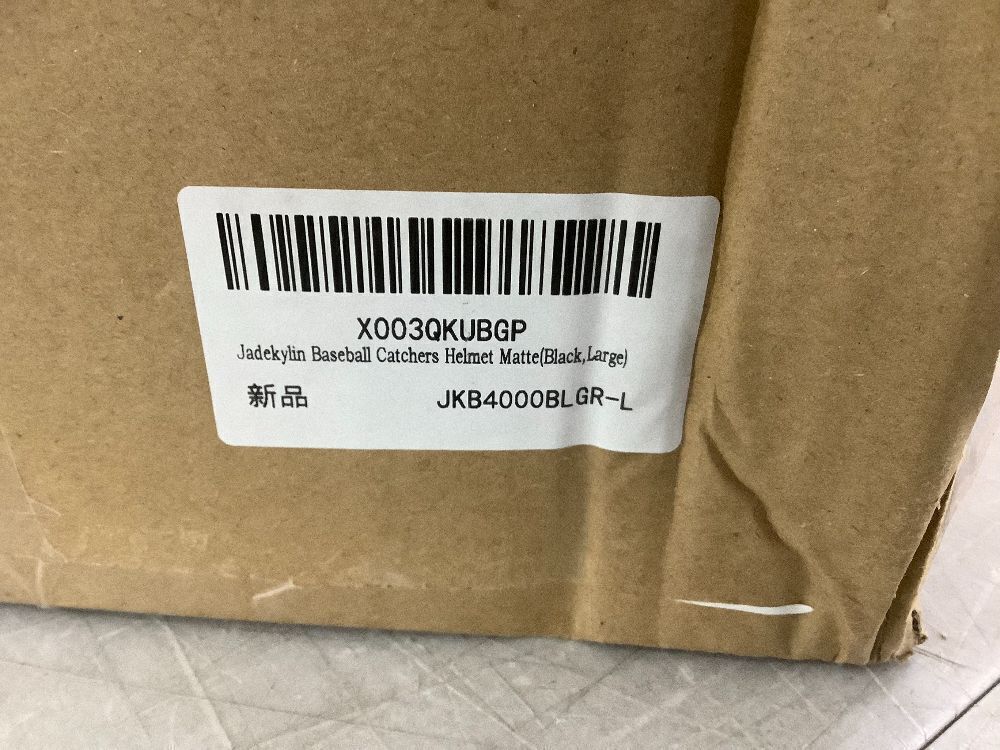 X003QKUBGP
Jadekylin Baseball Catchers Helmet Matte(Black,Large)
新品 JKB4000BLGR-L